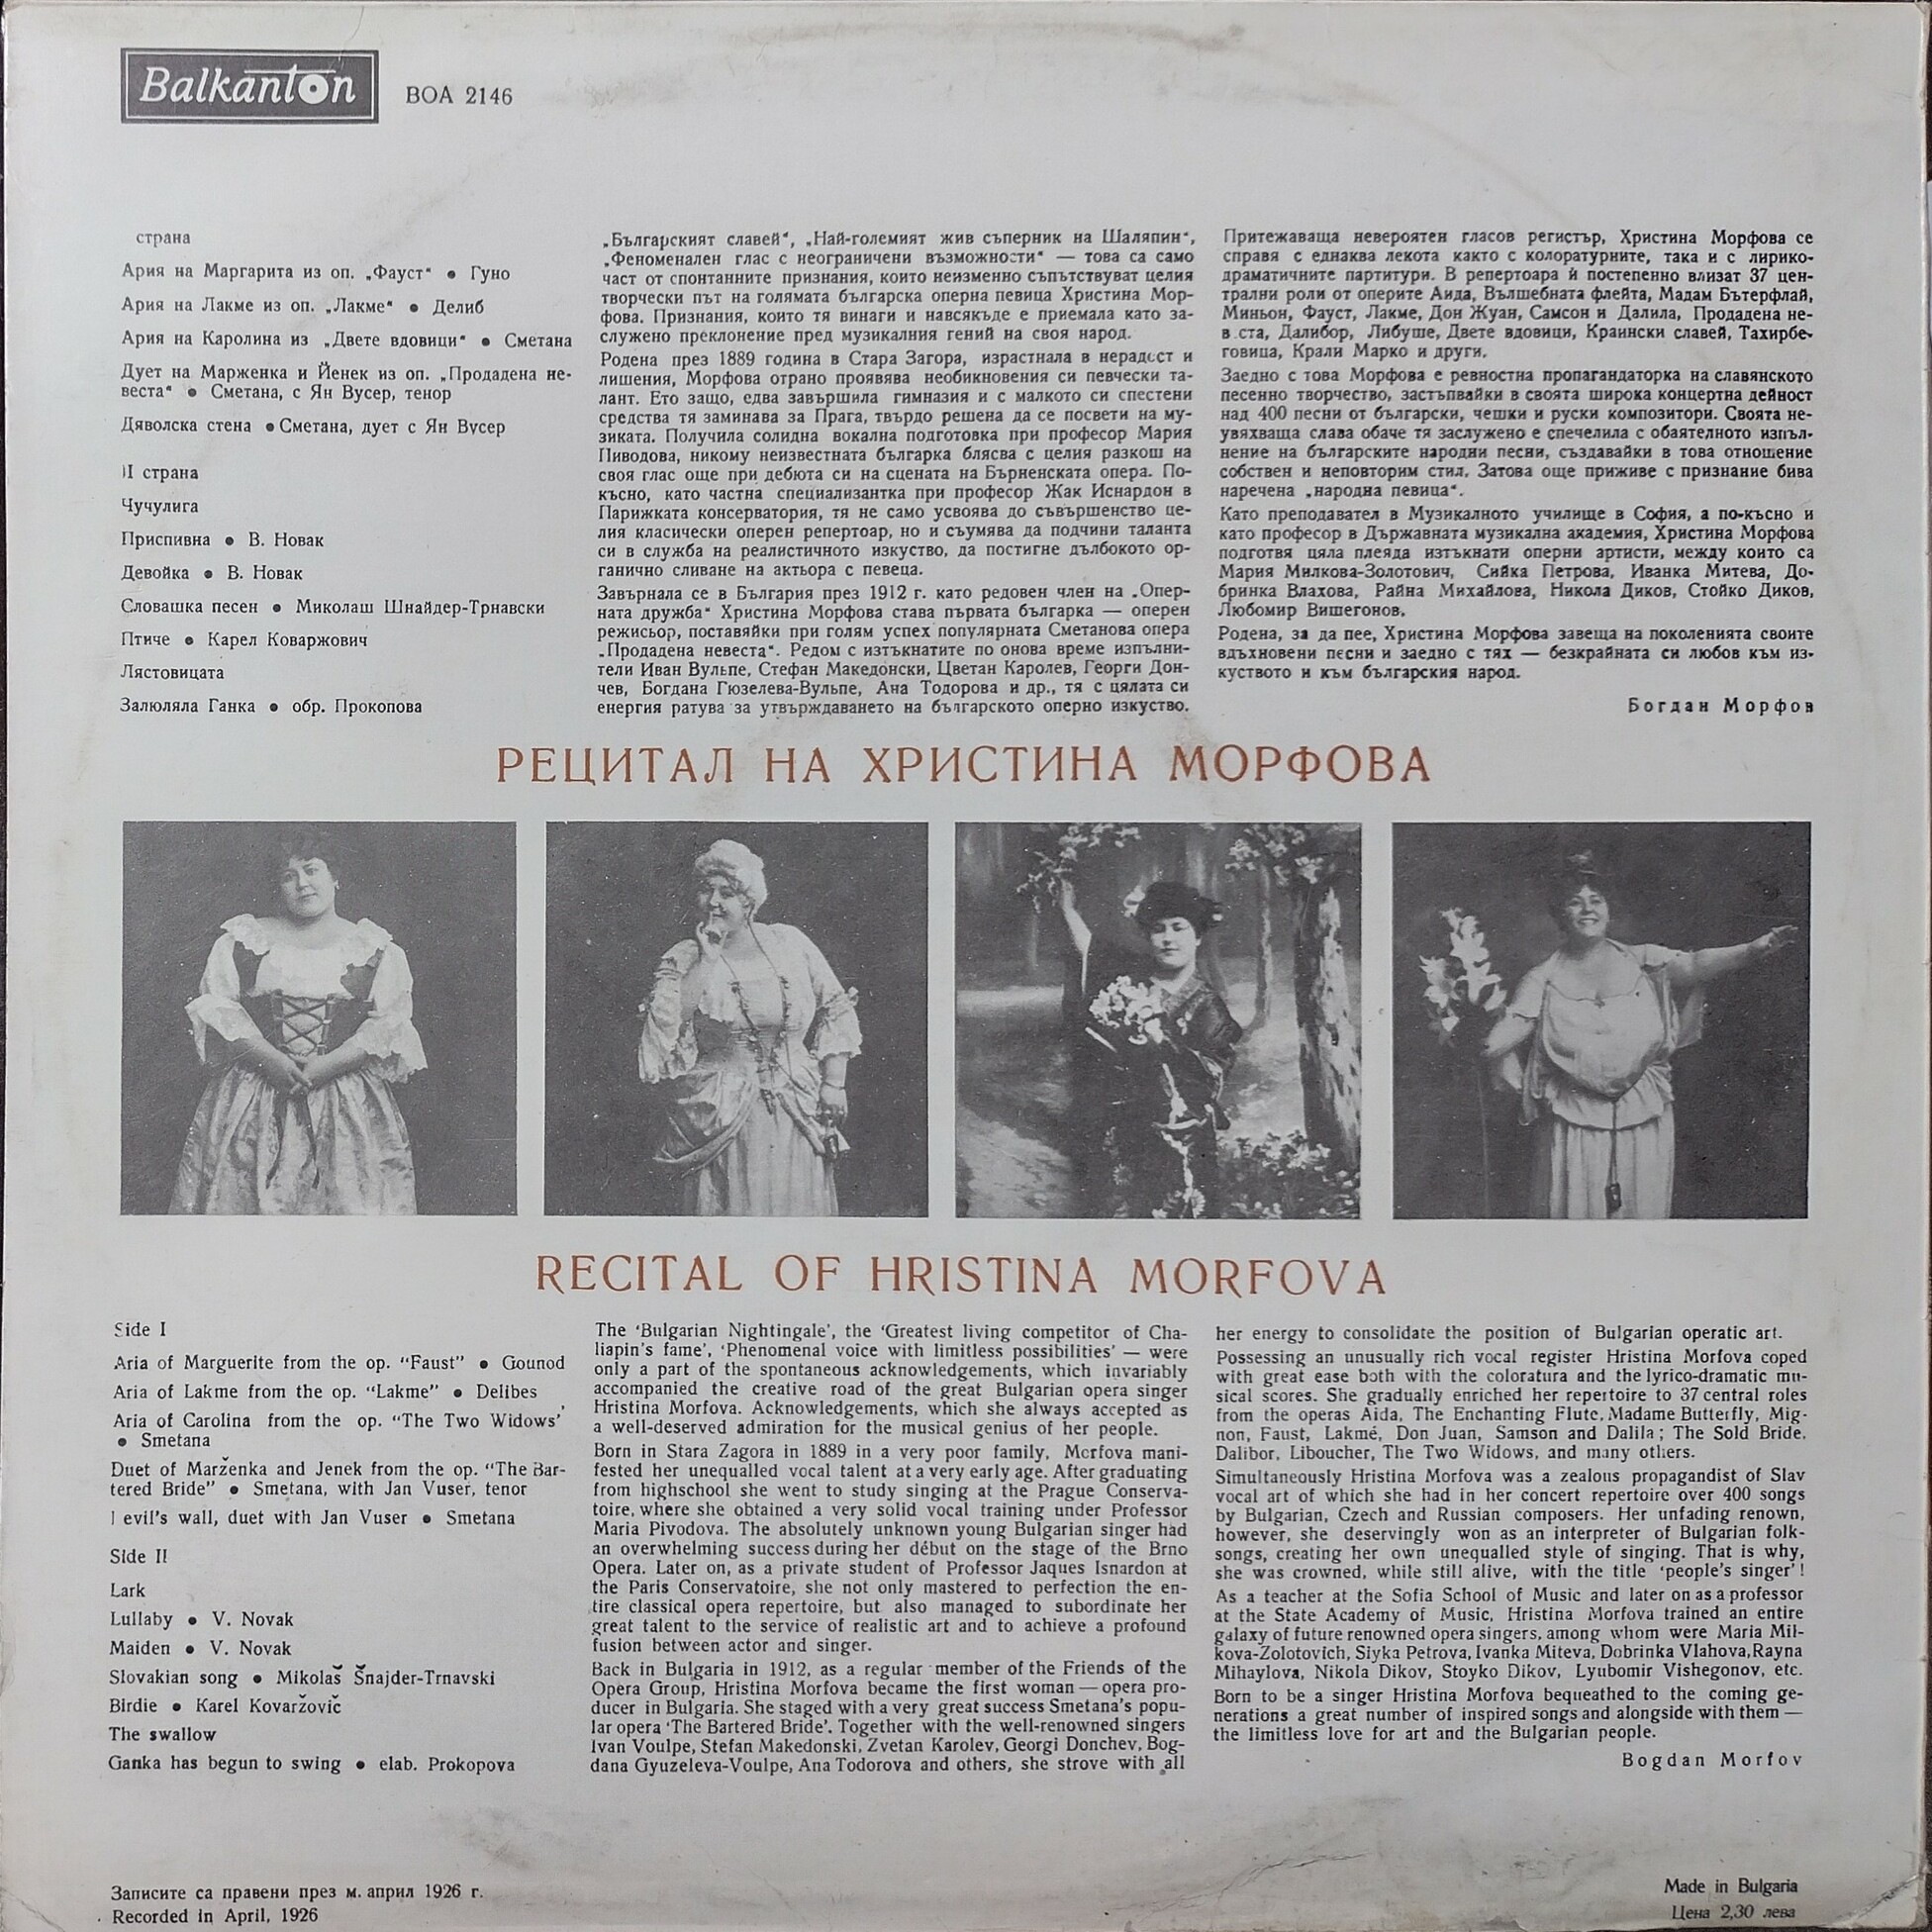 Balkanton
BOA 2146
страна
Ария на Маргарита из оп. „Фауст“ ● Гуно
Ария на Лакме из оп. „Лакме“ ● Делиб
Ария на Каролина из „Двете вдовици“ ● Сметана
Дует на Марженка и Йенек из оп. „Продадена не-
веста“ ● Сметана, с Ян Вусер, тенор
Дяволска стена ● Сметана, дует с Ян Вусер
II страна
Чучулига
Приспивна ● В. Новак
Девойка ● В. Новак
Словашка песен ● Миколаш Шнайдер-Трнавски
Птиче ● Карел Коваржович
Лястовицата
Залюляла Ганка ● обр. Прокопова
„Българският славей“, „Най-големият жив съперник на Шаляпин“,
„Феноменален глас с неограничени възможности“ — това са само
част от спонтанните признания, които неизменно съпътствуват целия
творчески път на голямата българска оперна певица Христина Мор-
фова. Признания, които тя винаги и навсякъде е приемала като за-
служено преклонение пред музикалния гений на своя народ.
Родена през 1889 година в Стара Загора, израстнала в нерадост и
лишения, Морфова отрано проявява необикновения си певчески та-
лант. Ето защо, едва завършила гимназия и с малкото си спестени
средства тя заминава за Прага, твърдо решена да се посвети на му-
зиката. Получила солидна вокална подготовка при професор Мария
Пиводова, никому неизвестната българка блясва с целия разкош на
своя глас още при дебюта си на сцената на Бърненската опера. По-
късно, като частна специализантка при професор Жак Иснардон в
Парижката консерватория, тя не само усвоява до съвършенство це-
лия класически оперен репертоар, но и съумява да подчини таланта
си в служба на реалистичното изкуство, да постигне дълбокото ор-
ганично сливане на актьора с певеца.
Завърнала се в България през 1912 г. като редовен член на „Опер-
ната дружба“ Христина Морфова става първата българка — оперен
режисьор, поставяйки при голям успех популярната Сметанова опера
„Продадена невеста“. Редом с изтъкнатите по онова време изпълни-
тели Иван Вульпе, Стефан Македонски, Цветан Каролев, Георги Дон-
чев, Богдана Гюзелева-Вульпе, Ана Тодорова и др., тя с цялата си
енергия ратува за утвърждаването на българското оперно изкуство.
Притежаваща невероятен гласов регистър, Христина Морфова се
справя с еднаква лекота както с колоратурните, така и с лирико-
драматичните партитури. В репертоара ѝ постепенно влизат 37 цен-
трални роли от оперите Аида, Вълшебната флейта, Мадам Бътерфлай,
Миньон, Фауст, Лакме, Дон Жуан, Самсон и Далила, Продадена не-
в ста, Далибор, Либуше, Двете вдовици, Краински славей, Тахирбе-
говица, Крали Марко и други.
Заедно с това Морфова е ревностна пропагандаторка на славянското
песенно творчество, застъпвайки в своята широка концертна дейност
над 400 песни от български, чешки и руски композитори. Своята не-
увяхваща слава обаче тя заслужено е спечелила с обаятелното изпъл-
нение на българските народни песни, създавайки в това отношение
собствен и неповторим стил. Затова още приживе с признание бива
наречена „народна певица“.
Като преподавател в Музикалното училище в София, а по-късно и
като професор в Държавната музикална академия, Христина Морфова
подготвя цяла плеяда изтъкнати оперни артисти, между които са
Мария Милкова-Золотович, Сийка Петрова, Иванка Митева, До-
бринка Влахова, Райна Михайлова, Никола Диков, Стойко Диков,
Любомир Вишегонов.
Родена, за да пее, Христина Морфова завеща на поколенията своите
вдъхновени песни и заедно с тях — безкрайната си любов към из-
куството и към българския народ.
Богдан Морфов
РЕЦИТАЛ НА ХРИСТИНА МОРФОВА
RECITAL OF HRISTINA MORFOVA
Side I
Aria of Marguerite from the op. “Faust” ● Gounod
Aria of Lakme from the op. “Lakme” ● Delibes
Aria of Carolina from the op. “The Two Widows’
● Smetana
Duet of Marženka and Jenek from the op. “The Bar-
tered Bride” ● Smetana, with Jan Vuser, tenor
evil's wall, duet with Jan Vuser ● Smetana
Side II
Lark
Lullaby ● V. Novak
Maiden ● V. Novak
Slovakian song ● Mikolaš Šnajder-Trnavski
Birdie ● Karel Kovaržovič
The swallow
Ganka has begun to swing ● elab. Prokopova
The ‘Bulgarian Nightingale’, the ‘Greatest living competitor of Cha-
liapin's fame’, ‘Phenomenal voice with limitless possibilities’ — were
only a part of the spontaneous acknowledgements, which invariably
accompanied the creative road of the great Bulgarian opera singer
Hristina Morfova. Acknowledgements, which she always accepted as
a well-deserved admiration for the musical genius of her people.
Born in Stara Zagora in 1889 in a very poor family, Morfova mani-
fested her unequalled vocal talent at a very early age. After graduating
from highschool she went to study singing at the Prague Conserva-
toire, where she obtained a very solid vocal training under Professor
Maria Pivodova. The absolutely unknown young Bulgarian singer had
an overwhelming success during her début on the stage of the Brno
Opera. Later on, as a private student of Professor Jaques Isnardon at
the Paris Conservatoire, she not only mastered to perfection the en-
tire classical opera repertoire, but also managed to subordinate her
great talent to the service of realistic art and to achieve a profound
fusion between actor and singer.
Back in Bulgaria in 1912, as a regular member of the Friends of the
Opera Group, Hristina Morfova became the first woman — opera pro-
ducer in Bulgaria. She staged with a very great success Smetana's popu-
lar opera ‘The Bartered Bride’. Together with the well-renowned singers
Ivan Voulpe, Stefan Makedonski, Zvetan Karolev, Georgi Donchev, Bog-
dana Gyuzeleva-Voulpe, Ana Todorova and others, she strove with all
her energy to consolidate the position of Bulgarian operatic art.
Possessing an unusually rich vocal register Hristina Morfova coped
with great ease both with the coloratura and the lyrico-dramatic mu-
sical scores. She gradually enriched her repertoire to 37 central roles
from the operas Aida, The Enchanting Flute, Madame Butterfly, Mig-
non, Faust, Lakmé, Don Juan, Samson and Dalila; The Sold Bride,
Dalibor, Liboucher, The Two Widows, and many others.
Simultaneously Hristina Morfova was a zealous propagandist of Slav
vocal art of which she had in her concert repertoire over 400 songs
by Bulgarian, Czech and Russian composers. Her unfading renown,
however, she deservingly won as an interpreter of Bulgarian folk-
songs, creating her own unequalled style of singing. That is why,
she was crowned, while still alive, with the title ‘people's singer’!
As a teacher at the Sofia School of Music and later on as a professor
at the State Academy of Music, Hristina Morfova trained an entire
galaxy of future renowned opera singers, among whom were Maria Mil-
kova-Zolotovich, Siyka Petrova, Ivanka Miteva, Dobrinka Vlahova, Rayna
Mihaylova, Nikola Dikov, Stoyko Dikov, Lyubomir Vishegonov, etc.
Born to be a singer Hristina Morfova bequeathed to the coming ge-
nerations a great number of inspired songs and alongside with them —
the limitless love for art and the Bulgarian people.
Bogdan Morfov
Записите са правени през м. април 1926 г.
Recorded in April, 1926
Made in Bulgaria
Цена 2,30 лева